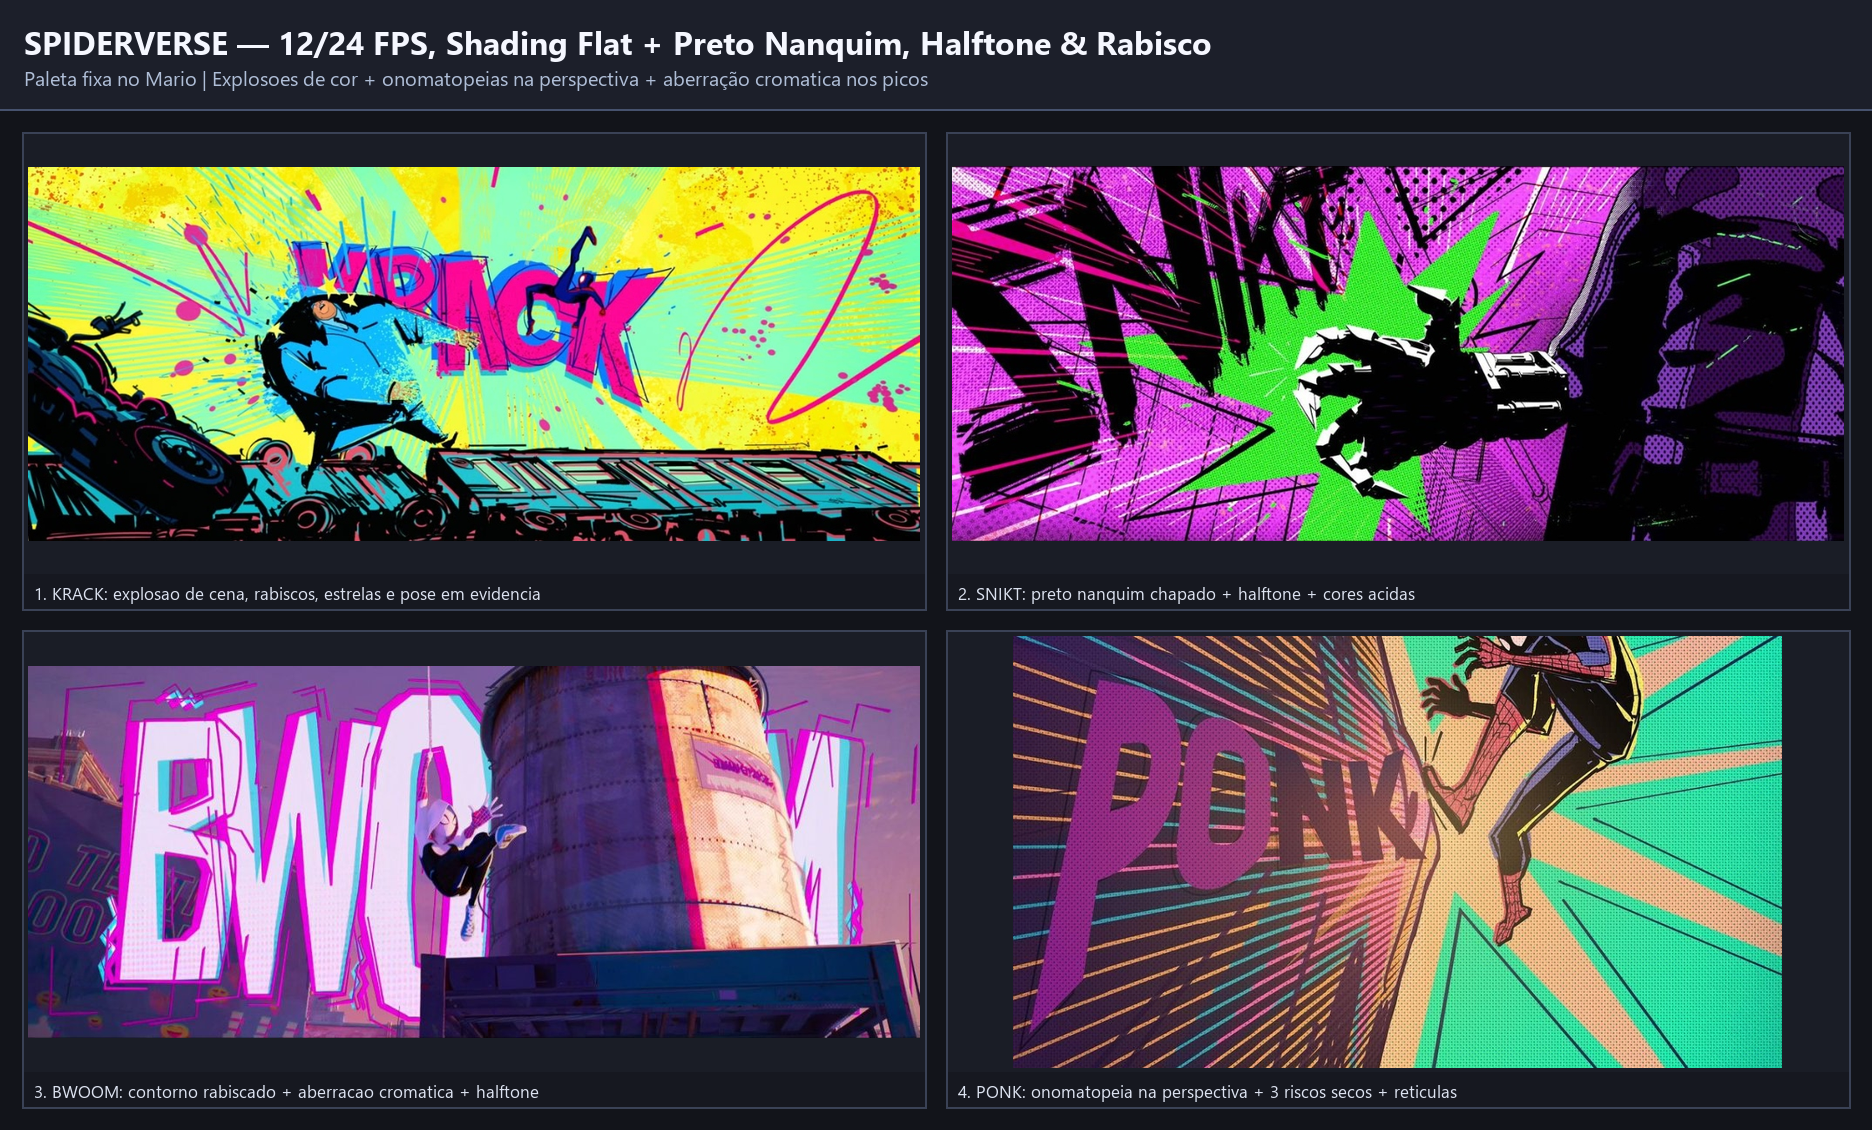 SPIDERVERSE — 12/24 FPS, Shading Flat + Preto Nanquim, Halftone & Rabisco
Paleta fixa no Mario | Explosoes de cor + onomatopeias na perspectiva + aberração cromatica nos picos
KRACK
1. KRACK: explosao de cena, rabiscos, estrelas e pose em evidencia
2. SNIKT: preto nanquim chapado + halftone + cores acidas
BWO M
3. BWOOM: contorno rabiscado + aberracao cromatica + halftone
PONK
4. PONK: onomatopeia na perspectiva + 3 riscos secos + reticulas